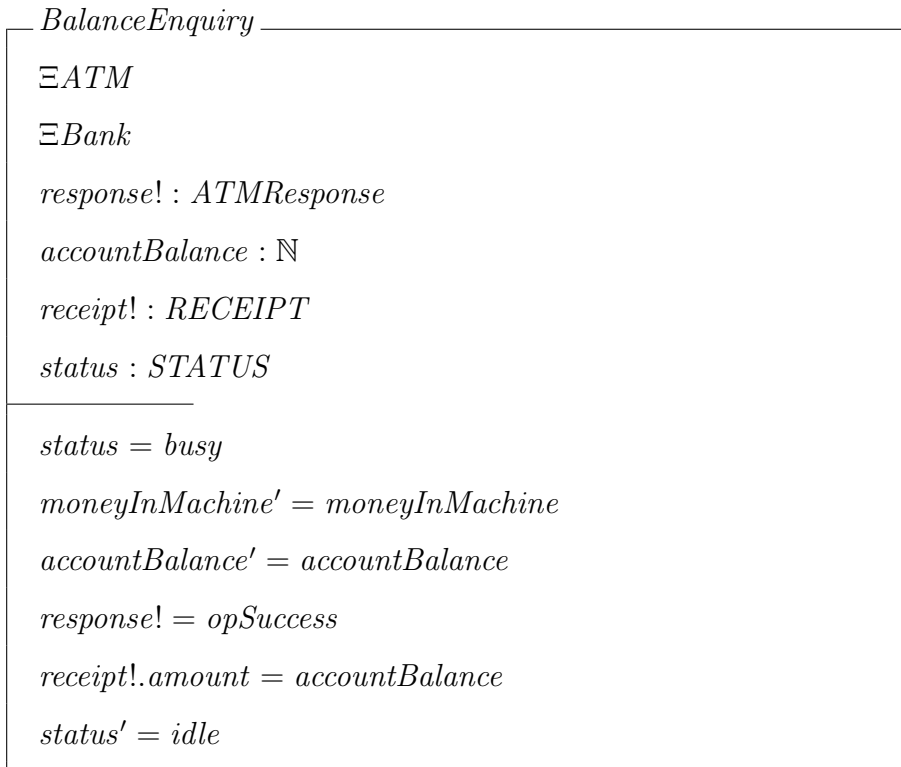 BalanceEnquiry
ΞATM
ΞBank
response! : ATMResponse
accountBalance : ℕ
receipt! : RECEIPT
status : STATUS
status = busy
moneyInMachine′ = moneyInMachine
accountBalance′ = accountBalance
response! = opSuccess
receipt!.amount = accountBalance
status′ = idle